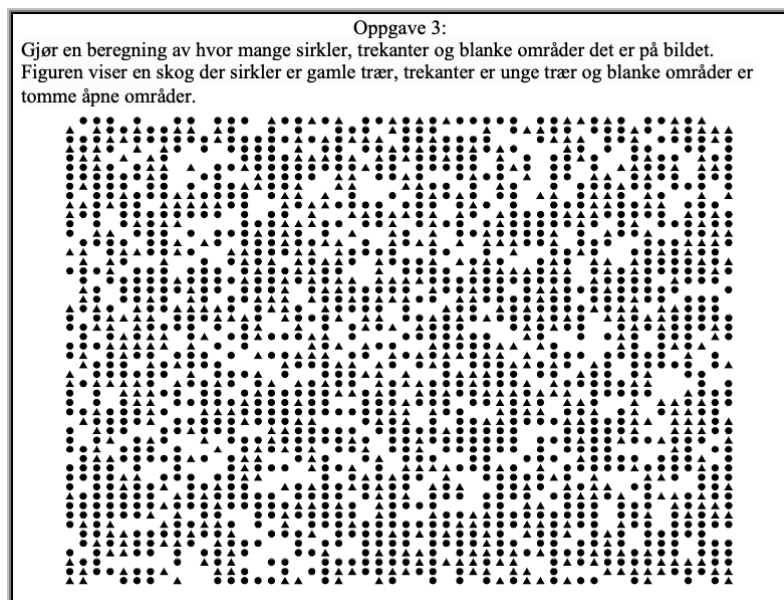 Oppgave 3:
Gjør en beregning av hvor mange sirkler, trekanter og blanke områder det er på bildet.
Figuren viser en skog der sirkler er gamle trær, trekanter er unge trær og blanke områder er
tomme åpne områder.